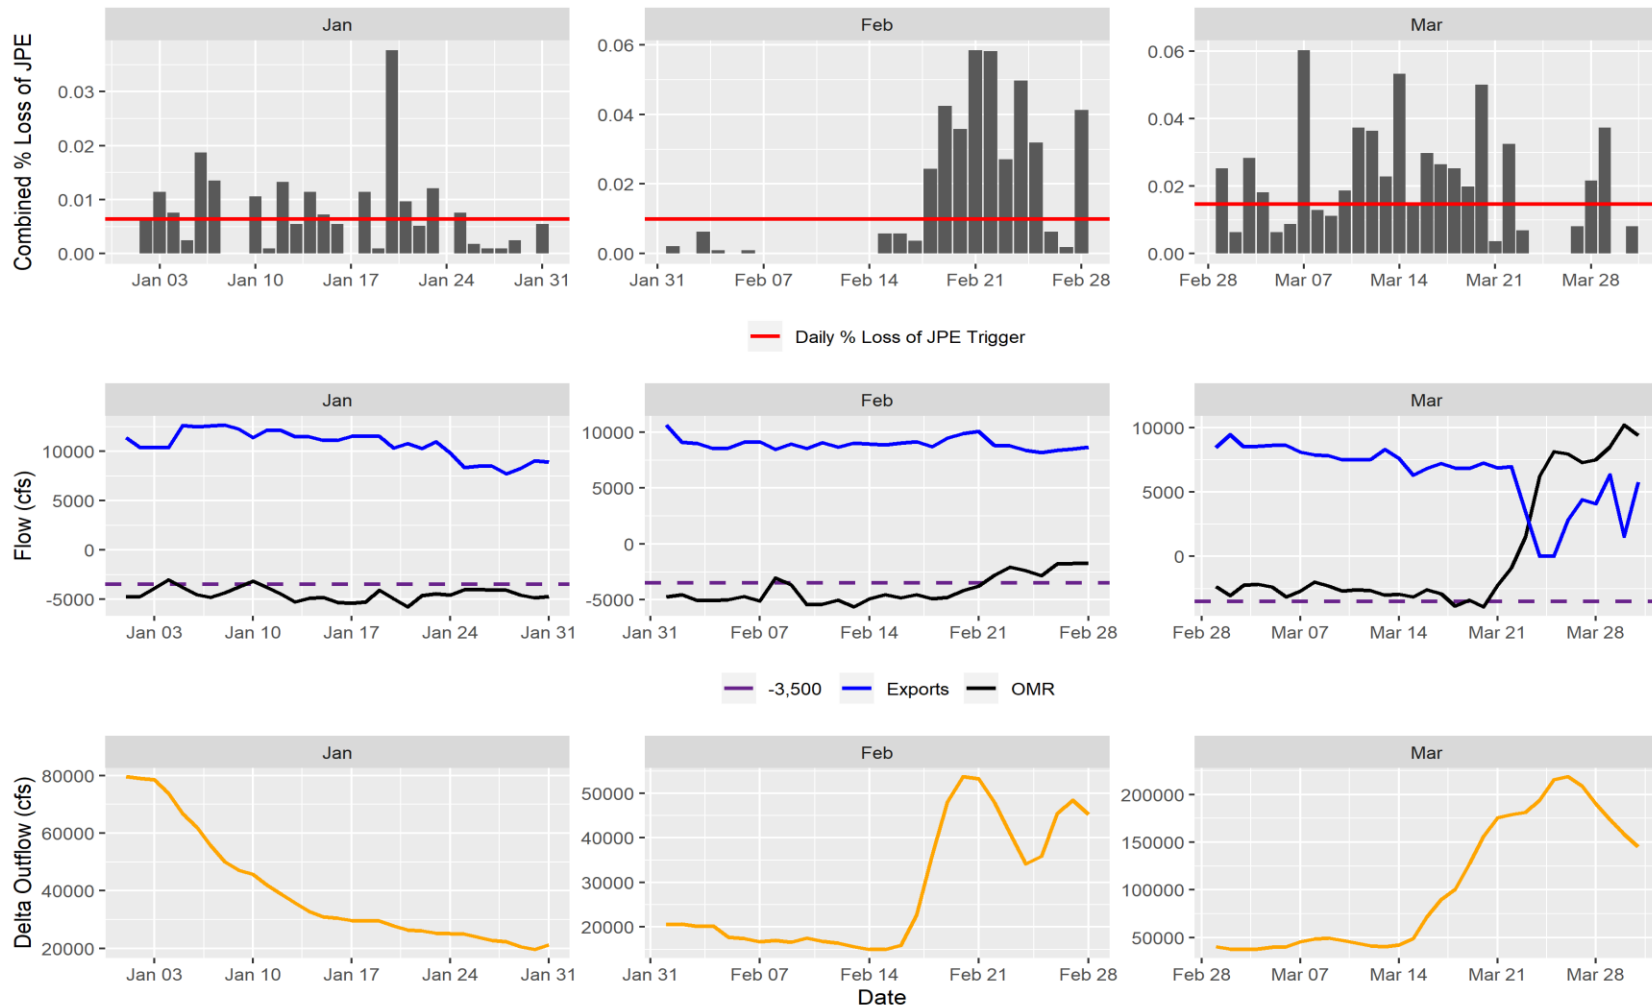 Jan
Feb
Mar
Combined % Loss of JPE
0.03
0.02
0.01
0.00
Jan 03
Jan 10
Jan 17
Jan 24
Jan 31
0.06
0.04
0.02
0.00
Jan 31
Feb 07
Feb 14
Feb 21
Feb 28
0.06
0.04
0.02
0.00
Feb 28
Mar 07
Mar 14
Mar 21
Mar 28
Daily % Loss of JPE Trigger
Jan
Feb
Mar
Flow (cfs)
10000
5000
0
-5000
Jan 03
Jan 10
Jan 17
Jan 24
Jan 31
10000
5000
0
-5000
Jan 31
Feb 07
Feb 14
Feb 21
Feb 28
10000
5000
0
Feb 28
Mar 07
Mar 14
Mar 21
Mar 28
-3,500
Exports
OMR
Jan
Feb
Mar
Delta Outflow (cfs)
80000
60000
40000
20000
Jan 03
Jan 10
Jan 17
Jan 24
Jan 31
50000
40000
30000
20000
Jan 31
Feb 07
Feb 14
Feb 21
Feb 28
200000
150000
100000
50000
Feb 28
Mar 07
Mar 14
Mar 21
Mar 28
Date